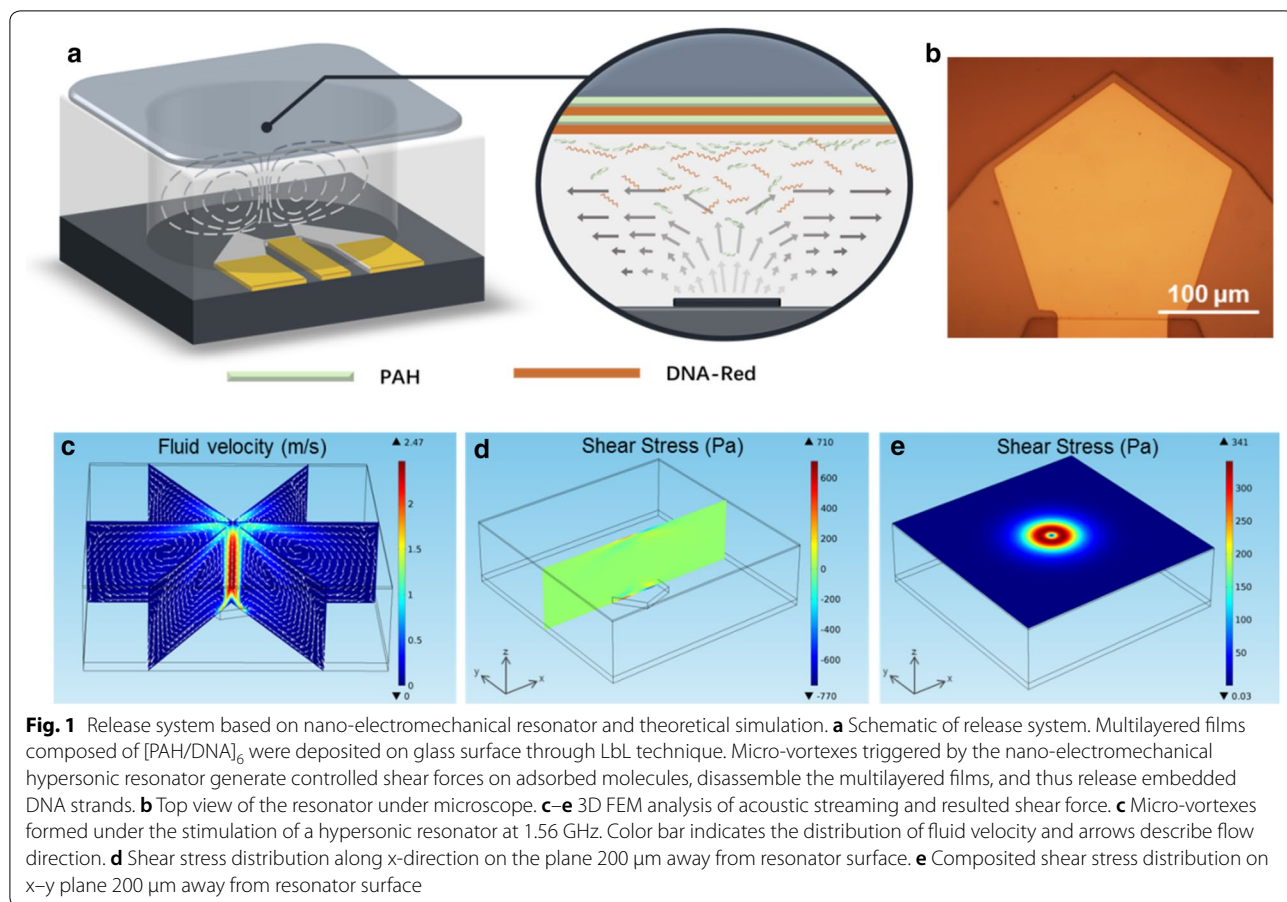 a
b
PAH
DNA-Red
100 µm
c
Fluid velocity (m/s)
▲ 2.47
2
1.5
1
0.5
0
▼ 0
d
Shear Stress (Pa)
▲ 710
600
400
200
0
-200
-400
-600
▼ -770
y
z
x
e
Shear Stress (Pa)
▲ 341
300
250
200
150
100
50
▼ 0.03
y
z
x
Fig. 1 Release system based on nano-electromechanical resonator and theoretical simulation. a Schematic of release system. Multilayered films
composed of [PAH/DNA]₆ were deposited on glass surface through LbL technique. Micro-vortexes triggered by the nano-electromechanical
hypersonic resonator generate controlled shear forces on adsorbed molecules, disassemble the multilayered films, and thus release embedded
DNA strands. b Top view of the resonator under microscope. c–e 3D FEM analysis of acoustic streaming and resulted shear force. c Micro-vortexes
formed under the stimulation of a hypersonic resonator at 1.56 GHz. Color bar indicates the distribution of fluid velocity and arrows describe flow
direction. d Shear stress distribution along x-direction on the plane 200 µm away from resonator surface. e Composited shear stress distribution on
x–y plane 200 µm away from resonator surface